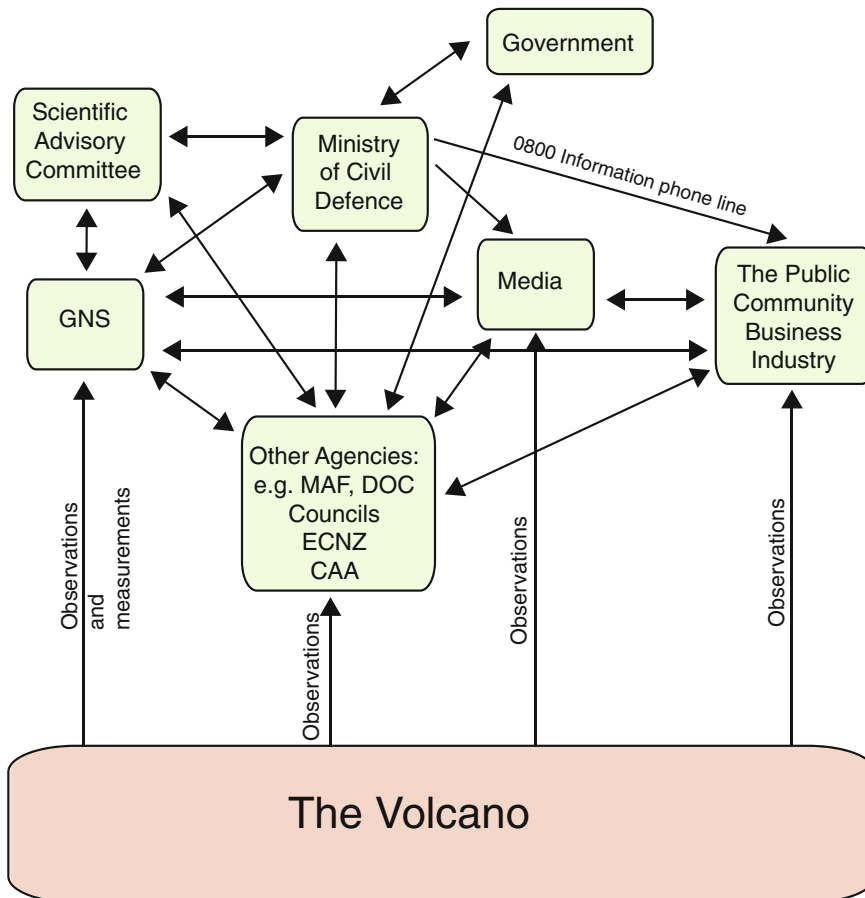 Government
Scientific
Advisory
Committee
Ministry
of Civil
Defence
0800 Information phone line
GNS
Media
The Public
Community
Business
Industry
Other Agencies:
e.g. MAF, DOC
Councils
ECNZ
CAA
Observations
and
measurements
Observations
Observations
Observations
The Volcano